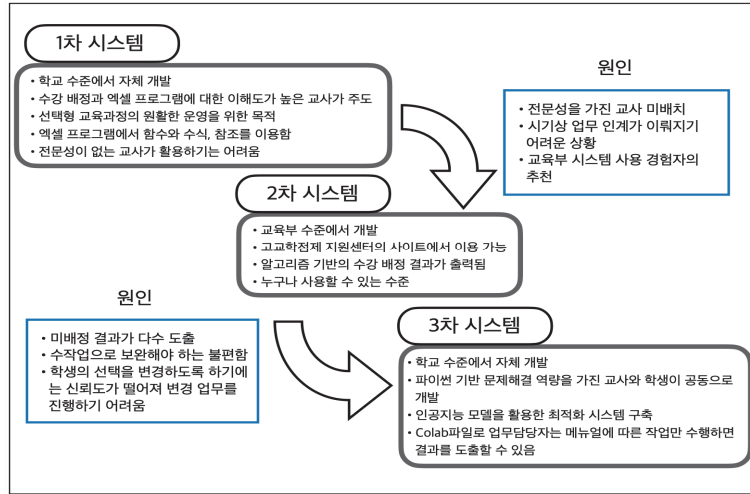 1차 시스템
• 학교 수준에서 자체 개발
• 수강 배정과 엑셀 프로그램에 대한 이해도가 높은 교사가 주도
• 선택형 교육과정의 원활한 운영을 위한 목적
• 엑셀 프로그램에서 함수와 수식, 참조를 이용함
• 전문성이 없는 교사가 활용하기는 어려움
원인
• 전문성을 가진 교사 미배치
• 시기상 업무 인계가 이뤄지기
어려운 상황
• 교육부 시스템 사용 경험자의
추천
2차 시스템
• 교육부 수준에서 개발
• 고교학점제 지원센터의 사이트에서 이용 가능
• 알고리즘 기반의 수강 배정 결과가 출력됨
• 누구나 사용할 수 있는 수준
원인
• 미배정 결과가 다수 도출
• 수작업으로 보완해야 하는 불편함
• 학생의 선택을 변경하도록 하기에
는 신뢰도가 떨어져 변경 업무를
진행하기 어려움
3차 시스템
• 학교 수준에서 자체 개발
• 파이썬 기반 문제해결 역량을 가진 교사와 학생이 공동으로
개발
• 인공지능 모델을 활용한 최적화 시스템 구축
• Colab파일로 업무담당자는 메뉴얼에 따른 작업만 수행하면
결과를 도출할 수 있음